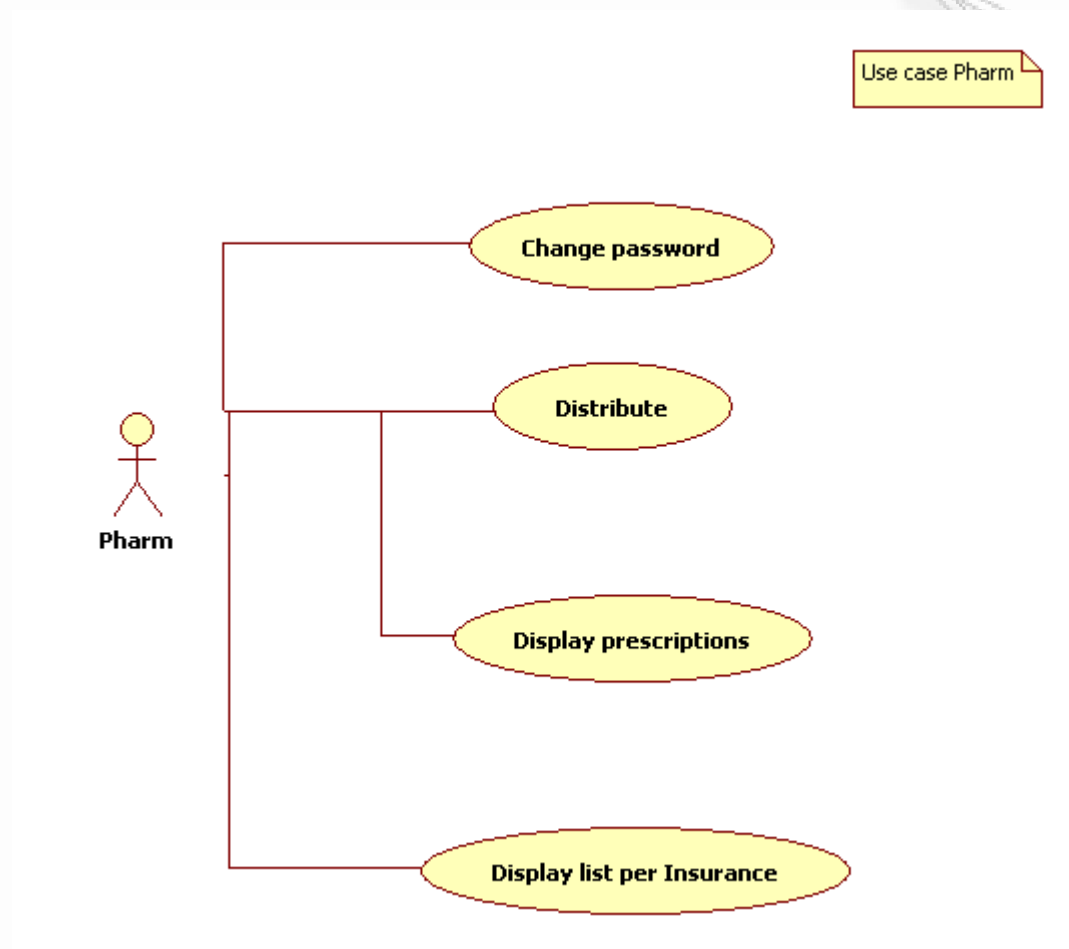 Use case Pharm
Change password
Distribute
Pharm
Display prescriptions
Display list per Insurance